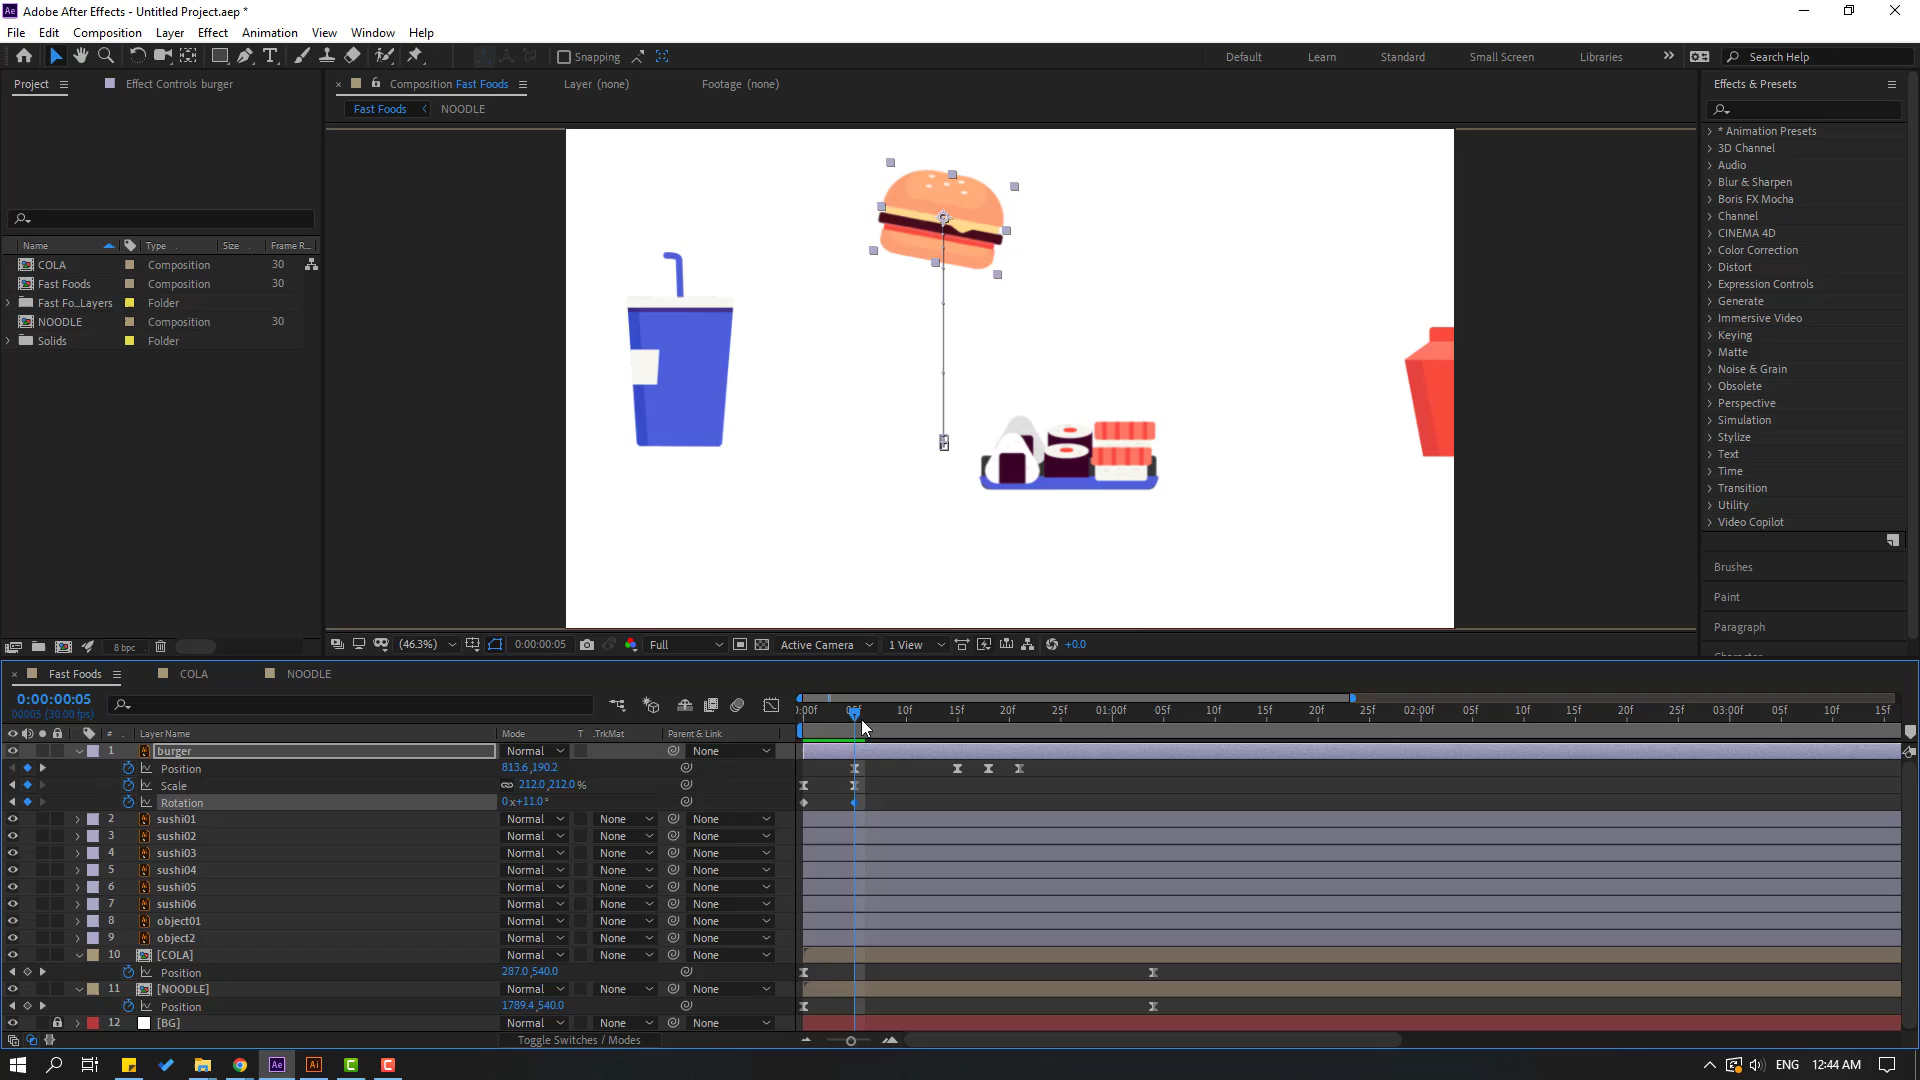 Adobe After Effects - Untitled Project.aep *
File Edit Composition Layer Effect Animation View Window Help
Snapping Default Learn Standard Small Screen Libraries Search Help
Project Effect Controls burger Composition Fast Foods Layer (none) Footage (none) Effects & Presets
Fast Foods NOODLE
* Animation Presets
3D Channel
Audio
Blur & Sharpen
Boris FX Mocha
Channel
CINEMA 4D
Color Correction
Distort
Expression Controls
Generate
Immersive Video
Keying
Matte
Noise & Grain
Obsolete
Perspective
Simulation
Stylize
Text
Time
Transition
Utility
Video Copilot
Brushes
Paint
Paragraph
Name Type Size Frame R...
COLA Composition 30
Fast Foods Composition 30
Fast Fo...Layers Folder
NOODLE Composition 30
Solids Folder
8 bpc
(46.3%) 0:00:00:05 Full Active Camera 1 View +0.0
Fast Foods COLA NOODLE
0:00:00:05
00005 (30.00 fps)
):00f 05f 10f 15f 20f 25f 01:00f 05f 10f 15f 20f 25f 02:00f 05f 10f 15f 20f 25f 03:00f 05f 10f 15f
# Layer Name Mode T .TrkMat Parent & Link
1 burger Normal None
Position 813.6,190.2
Scale 212.0,212.0%
Rotation 0x+11.0°
2 sushi01 Normal None None
3 sushi02 Normal None None
4 sushi03 Normal None None
5 sushi04 Normal None None
6 sushi05 Normal None None
7 sushi06 Normal None None
8 object01 Normal None None
9 object2 Normal None None
10 [COLA] Normal None None
Position 287.0,540.0
11 [NOODLE] Normal None None
Position 1789.4,540.0
12 [BG] Normal None None
Toggle Switches / Modes
ENG 12:44 AM